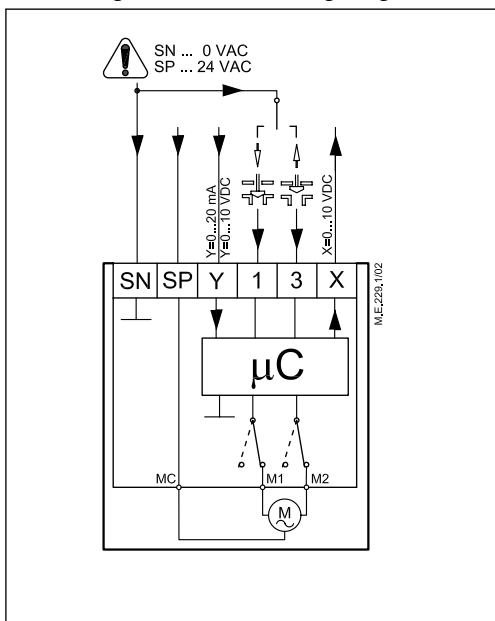 SN ... 0 VAC
SP ... 24 VAC
Y=0...20 mA
Y=0...10 VDC
X=0...10 VDC
SN SP Y 1 3 X
M.E.229.1/02
µC
MC M1 M2
M